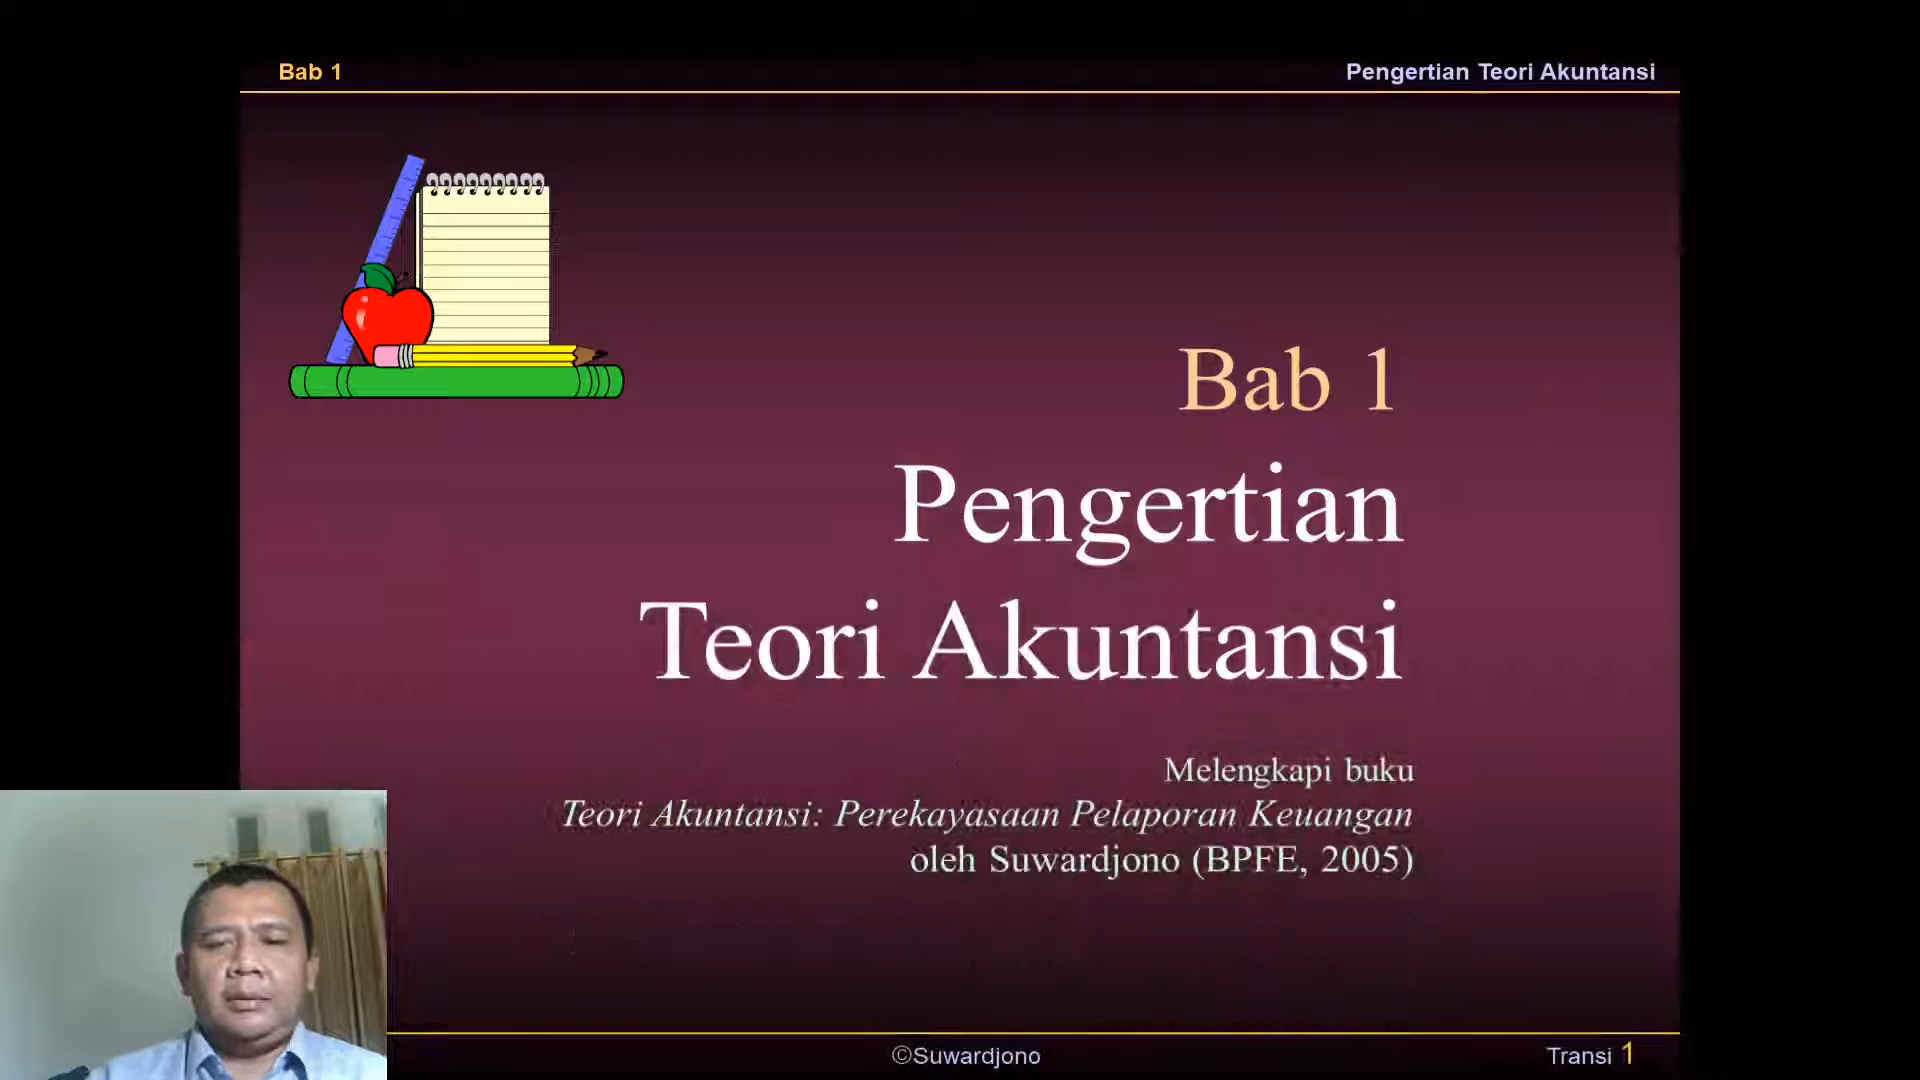 Bab 1
Pengertian Teori Akuntansi
Bab 1
Pengertian
Teori Akuntansi
Melengkapi buku
Teori Akuntansi: Perekayasaan Pelaporan Keuangan
oleh Suwardjono (BPFE, 2005)
©Suwardjono
Transi 1